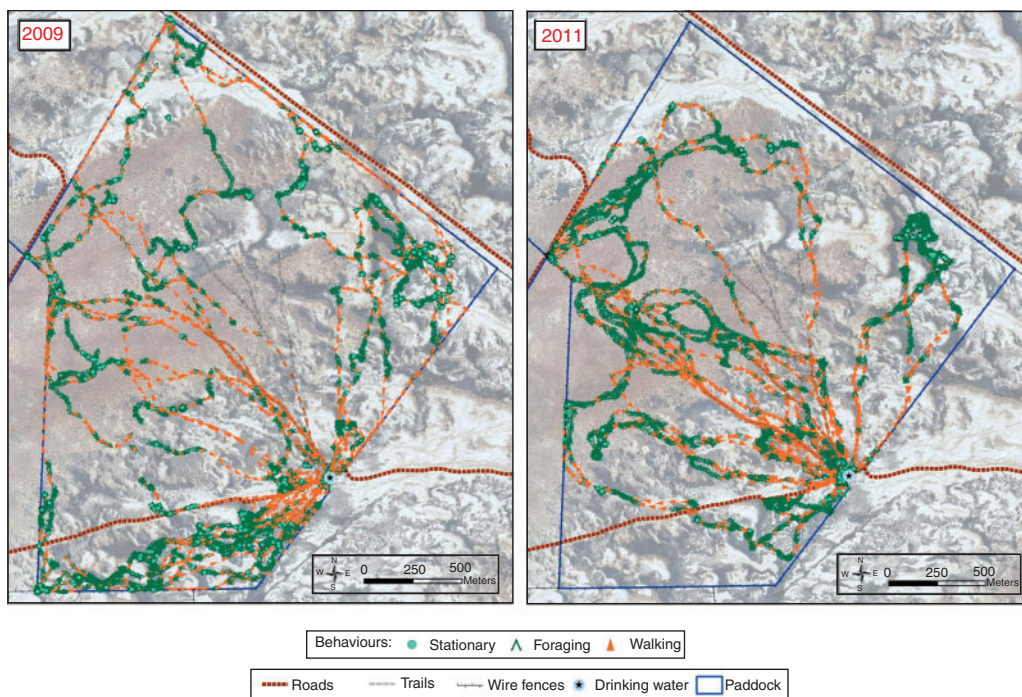 2009
2011
N
W E
S
0 250 500
Meters
N
W E
S
0 250 500
Meters
Behaviours: Stationary Foraging Walking
Roads Trails Wire fences Drinking water Paddock